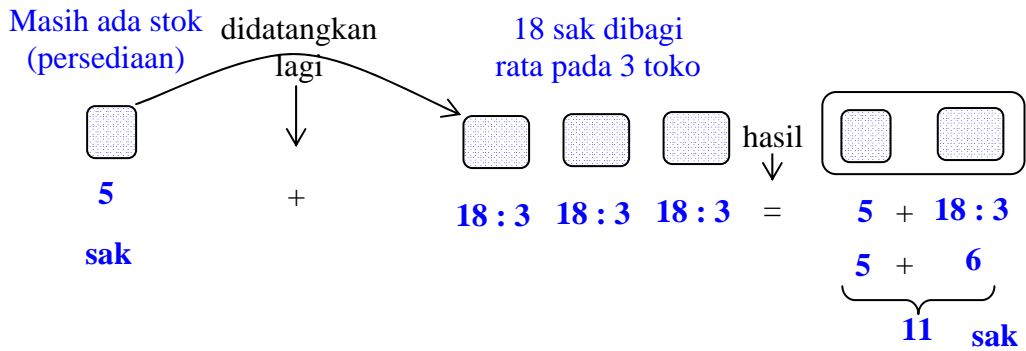 Masih ada stok
(persediaan)
didatangkan
lagi
18 sak dibagi
rata pada 3 toko
hasil
5 + 18 : 3 18 : 3 18 : 3 = 5 + 18 : 3
sak
5 + 6
11 sak